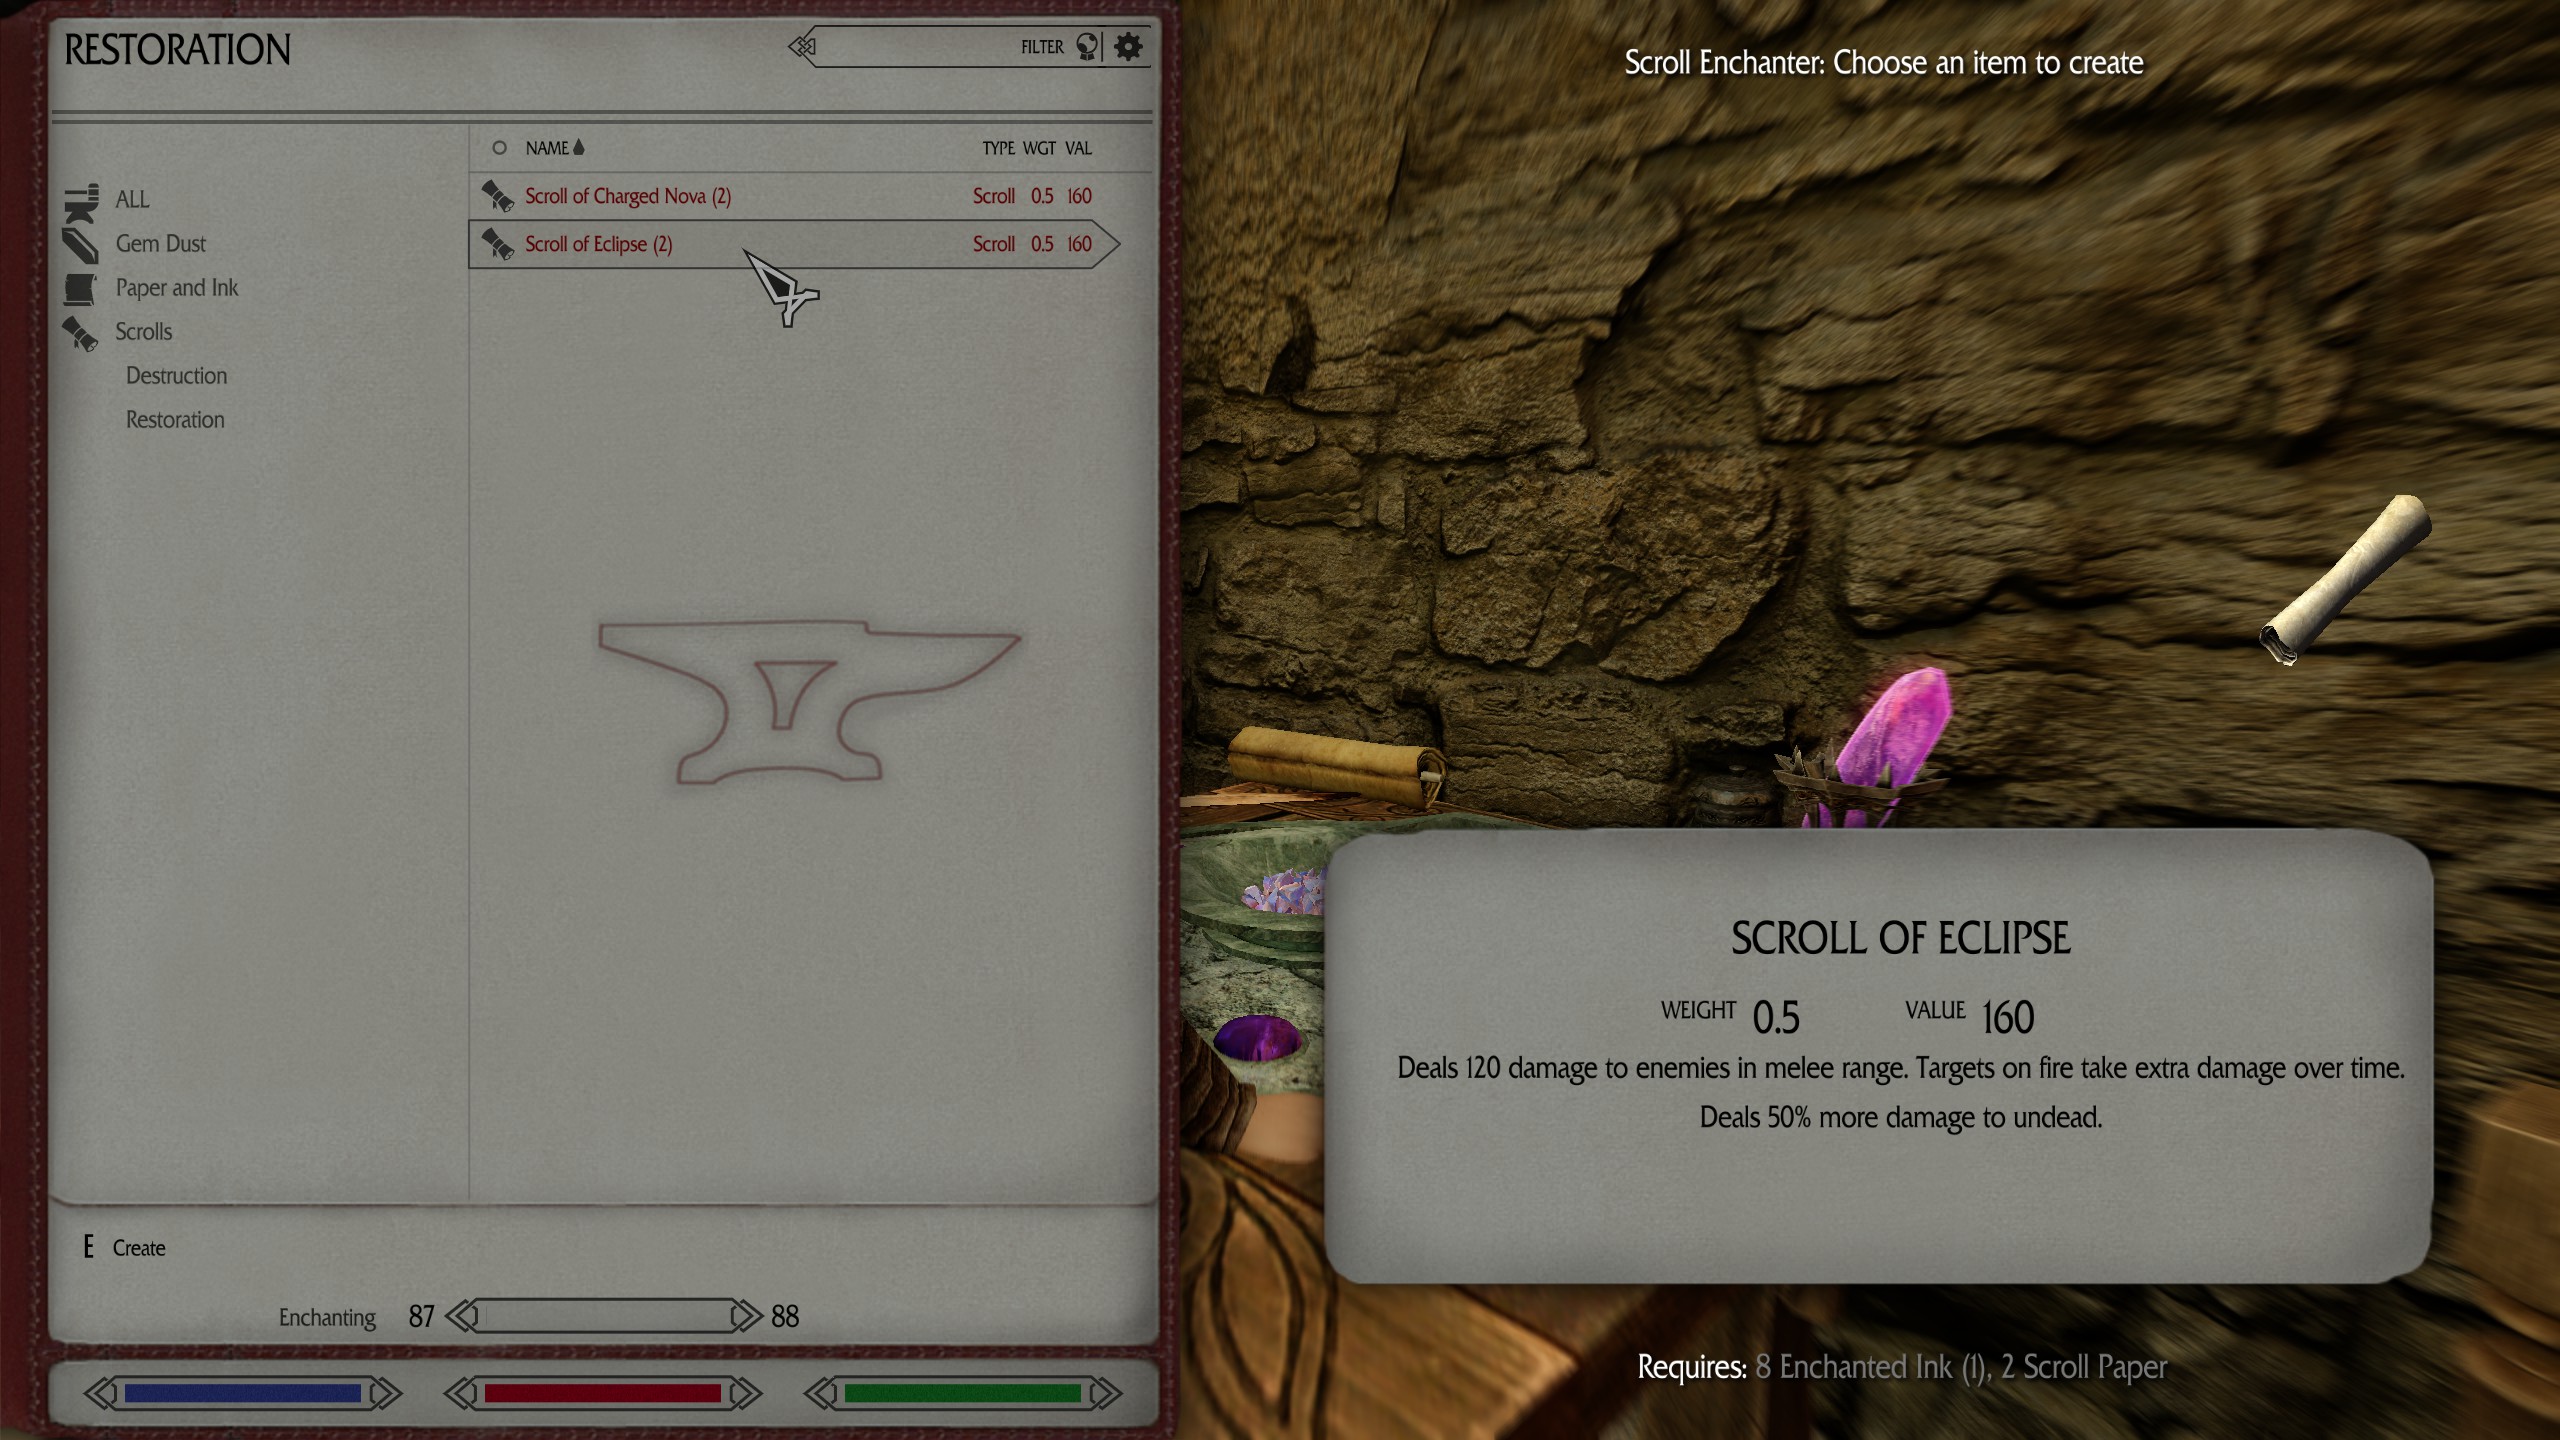 RESTORATION
FILTER
Scroll Enchanter: Choose an item to create
NAME TYPE WGT VAL
ALL
Gem Dust
Paper and Ink
Scrolls
Destruction
Restoration
Scroll of Charged Nova (2) Scroll 0.5 160
Scroll of Eclipse (2) Scroll 0.5 160
SCROLL OF ECLIPSE
WEIGHT 0.5 VALUE 160
Deals 120 damage to enemies in melee range. Targets on fire take extra damage over time.
Deals 50% more damage to undead.
E Create
Enchanting 87 88
Requires: 8 Enchanted Ink (1), 2 Scroll Paper